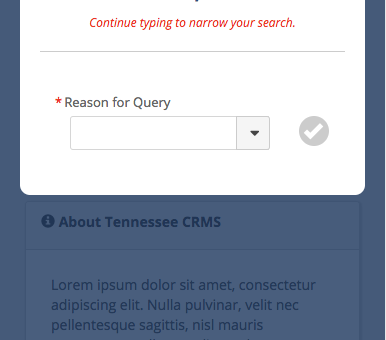 Continue typing to narrow your search.
* Reason for Query
About Tennessee CRMS
Lorem ipsum dolor sit amet, consectetur
adipiscing elit. Nulla pulvinar, velit nec
pellentesque sagittis, nisl mauris